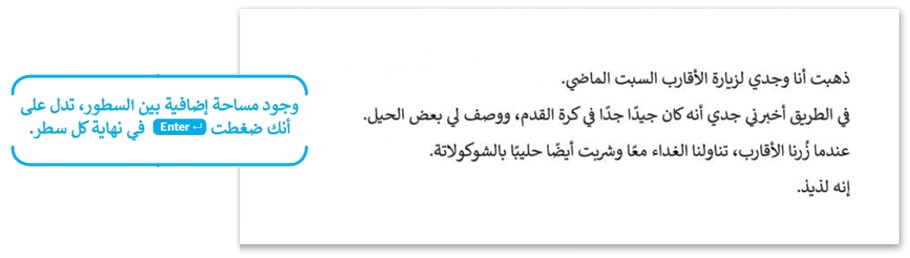 ذهبت أنا وجدي لزيارة الأقارب السبت الماضي.
في الطريق أخبرني جدي أنه كان جيدًا جدًا في كرة القدم، ووصف لي بعض الحيل.
عندما زُرنا الأقارب، تناولنا الغداء معًا وشربت أيضًا حليبًا بالشوكولاتة.
إنه لذيذ.
وجود مساحة إضافية بين السطور، تدل على
أنك ضغطت Enter ↵ في نهاية كل سطر.